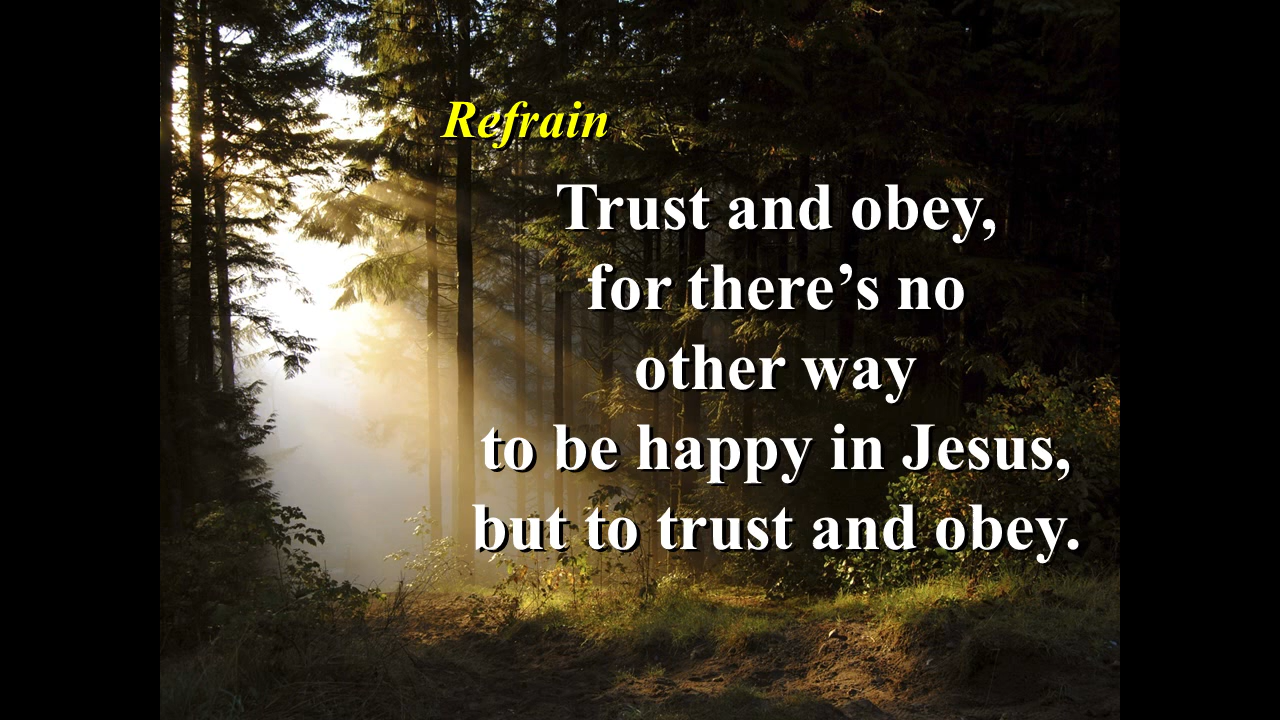 Refrain
Trust and obey,
for there’s no
other way
to be happy in Jesus,
but to trust and obey.